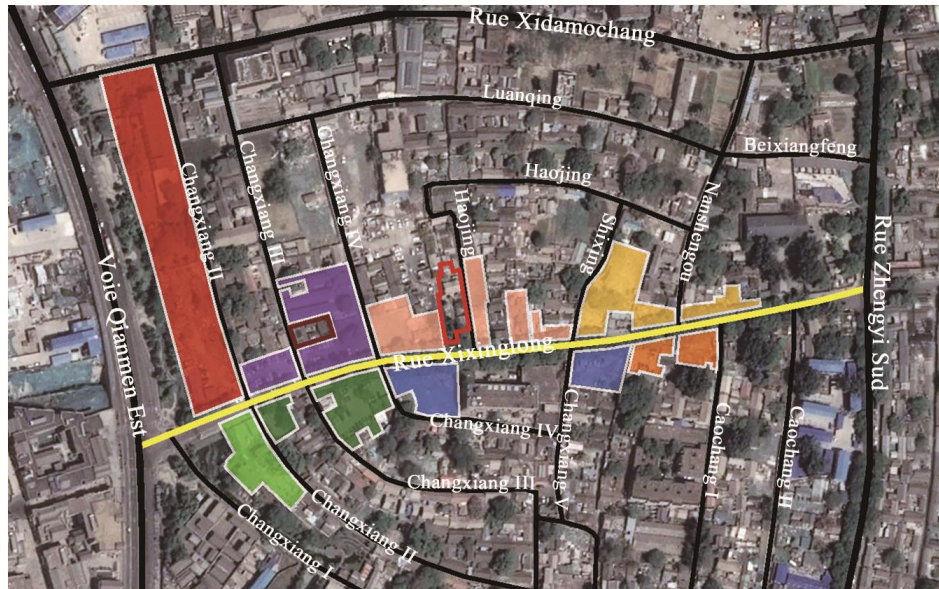 Rue Xidamochang
Luanqing
Beixiangfeng
Haojing
Changxiang II
Changxiang III
Changxiang IV
Haojing
Shixing
Nanshengou
Voie Qianmen Est
Rue Zhengyi Sud
Rue Xixinglong
Changxiang IV
Changxiang V
Caochang I
Caochang II
Changxiang III
Changxiang II
Changxiang I